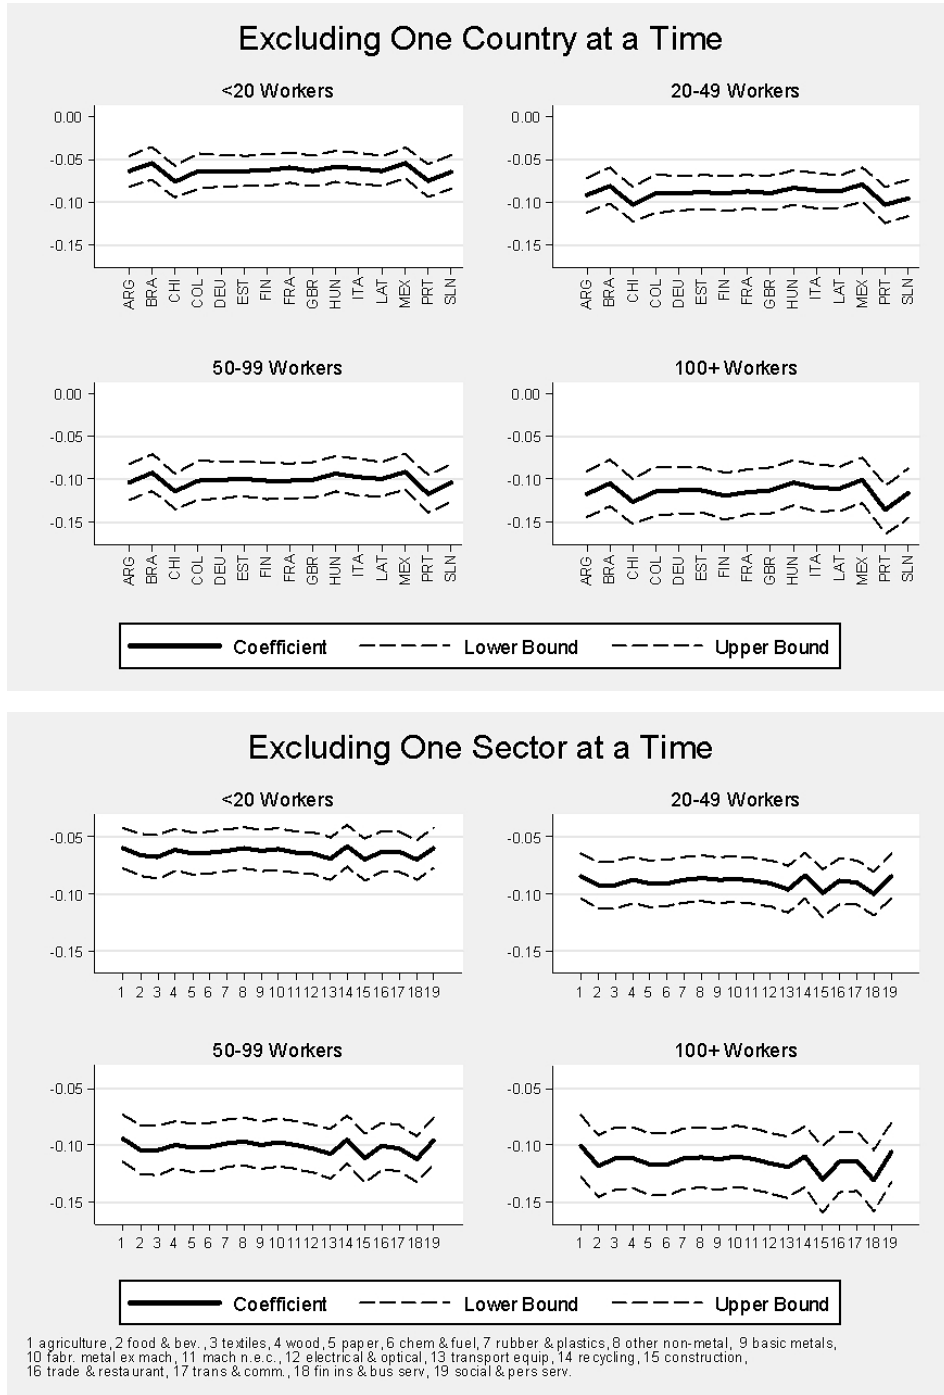 Excluding One Country at a Time
<20 Workers
20-49 Workers
0.00
-0.05
-0.10
-0.15
ARG BRA CHI COL DEU EST FIN FRA GBR HUN ITA LAT MEX PRT SLN
0.00
-0.05
-0.10
-0.15
ARG BRA CHI COL DEU EST FIN FRA GBR HUN ITA LAT MEX PRT SLN
50-99 Workers
100+ Workers
0.00
-0.05
-0.10
-0.15
ARG BRA CHI COL DEU EST FIN FRA GBR HUN ITA LAT MEX PRT SLN
0.00
-0.05
-0.10
-0.15
ARG BRA CHI COL DEU EST FIN FRA GBR HUN ITA LAT MEX PRT SLN
Coefficient Lower Bound Upper Bound
Excluding One Sector at a Time
<20 Workers
20-49 Workers
-0.05
-0.10
-0.15
1 2 3 4 5 6 7 8 9 10 11 12 13 14 15 16 17 18 19
-0.05
-0.10
-0.15
1 2 3 4 5 6 7 8 9 10 11 12 13 14 15 16 17 18 19
50-99 Workers
100+ Workers
-0.05
-0.10
-0.15
1 2 3 4 5 6 7 8 9 10 11 12 13 14 15 16 17 18 19
-0.05
-0.10
-0.15
1 2 3 4 5 6 7 8 9 10 11 12 13 14 15 16 17 18 19
Coefficient Lower Bound Upper Bound
1 agriculture, 2 food & bev., 3 textiles, 4 wood, 5 paper, 6 chem & fuel, 7 rubber & plastics, 8 other non-metal, 9 basic metals,
10 fabr. metal ex mach, 11 mach n.e.c., 12 electrical & optical, 13 transport equip, 14 recycling, 15 construction,
16 trade & restaurant, 17 trans & comm., 18 fin ins & bus serv, 19 social & pers serv.